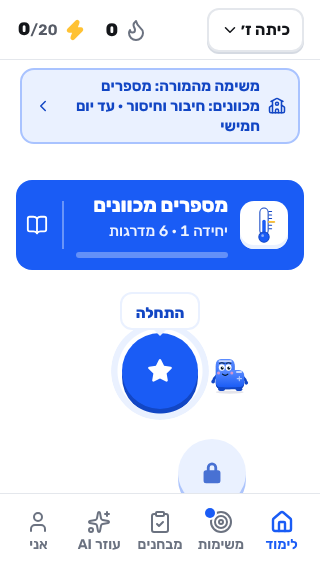 כיתה ז׳
0
0/20
משימה מהמורה: מספרים
מכוונים: חיבור וחיסור • עד יום
חמישי
מספרים מכוונים
יחידה 1 • 6 מדרגות
התחלה
לימוד
משימות
מבחנים
עוזר AI
אני